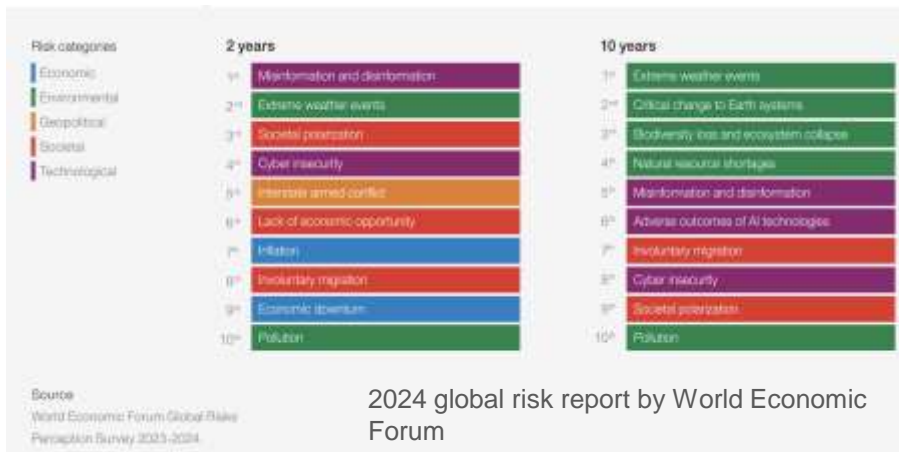 Risk categories
Economic
Environmental
Geopolitical
Societal
Technological
2 years
1st Misinformation and disinformation
2nd Extreme weather events
3rd Societal polarization
4th Cyber insecurity
5th Interstate armed conflict
6th Lack of economic opportunity
7th Inflation
8th Involuntary migration
9th Economic downturn
10th Pollution
10 years
1st Extreme weather events
2nd Critical change to Earth systems
3rd Biodiversity loss and ecosystem collapse
4th Natural resource shortages
5th Misinformation and disinformation
6th Adverse outcomes of AI technologies
7th Involuntary migration
8th Cyber insecurity
9th Societal polarization
10th Pollution
Source
World Economic Forum Global Risks
Perception Survey 2023-2024
2024 global risk report by World Economic
Forum